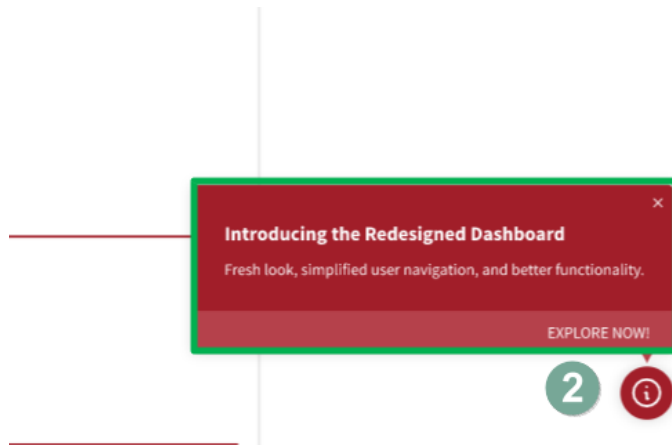 ×
Introducing the Redesigned Dashboard
Fresh look, simplified user navigation, and better functionality.
EXPLORE NOW!
2
i